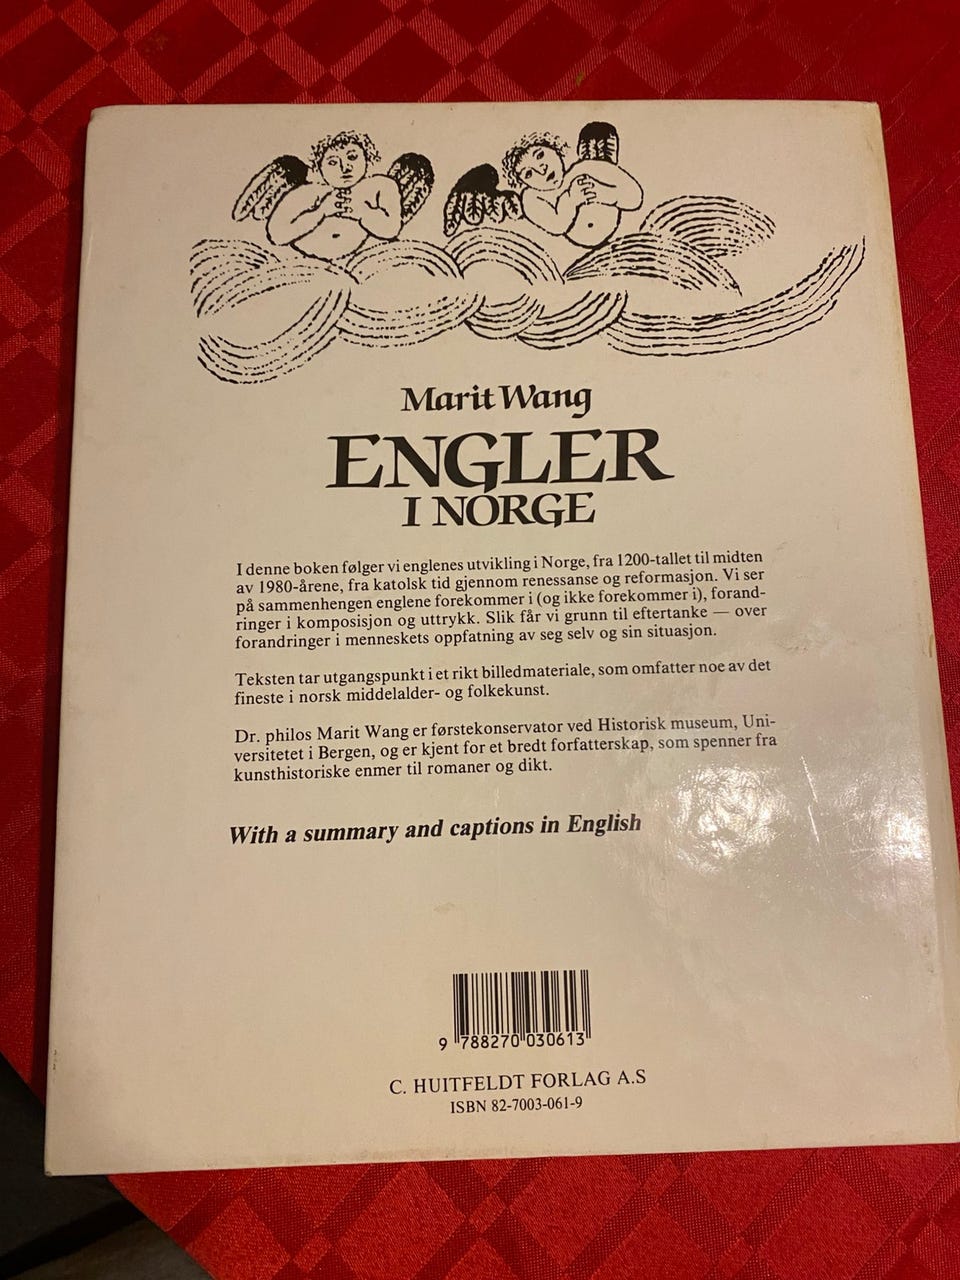 Marit Wang
ENGLER
I NORGE
I denne boken følger vi englenes utvikling i Norge, fra 1200-tallet til midten
av 1980-årene, fra katolsk tid gjennom renessanse og reformasjon. Vi ser
på sammenhengen englene forekommer i (og ikke forekommer i), forand-
ringer i komposisjon og uttrykk. Slik får vi grunn til eftertanke — over
forandringer i menneskets oppfatning av seg selv og sin situasjon.
Teksten tar utgangspunkt i et rikt billedmateriale, som omfatter noe av det
fineste i norsk middelalder- og folkekunst.
Dr. philos Marit Wang er førstekonservator ved Historisk museum, Uni-
versitetet i Bergen, og er kjent for et bredt forfatterskap, som spenner fra
kunsthistoriske enmer til romaner og dikt.
With a summary and captions in English
9 788270 030613
C. HUITFELDT FORLAG A.S
ISBN 82-7003-061-9